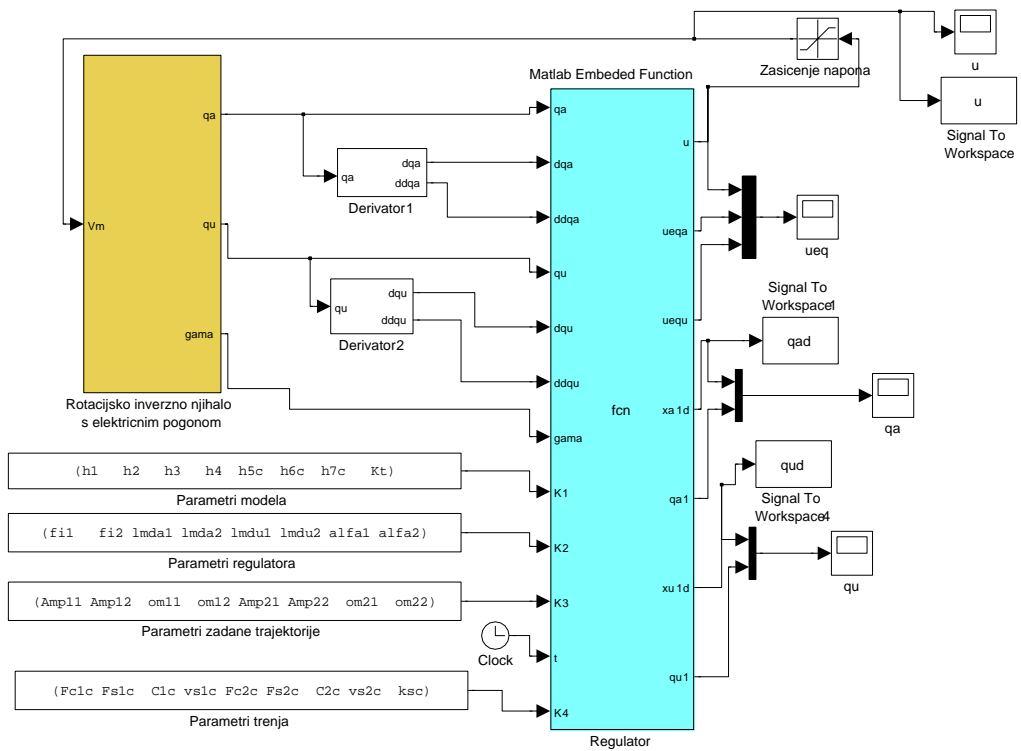 u
Zasicenje napona
u
Signal To
Workspace
Matlab Embeded Function
qa
qu
gama
Vm
Rotacijsko inverzno njihalo
s elektricnim pogonom
qa
dqa
ddqa
Derivator1
qu
dqu
ddqu
Derivator2
qa
dqa
ddqa
qu
dqu
ddqu
gama
K1
K2
K3
t
K4
fcn
u
ueqa
uequ
xa1d
qa1
xu1d
qu1
Regulator
ueq
Signal To
Workspace1
qad
qa
qud
Signal To
Workspace4
qu
(h1 h2 h3 h4 h5c h6c h7c Kt)
Parametri modela
(fi1 fi2 lmda1 lmda2 lmdu1 lmdu2 alfa1 alfa2)
Parametri regulatora
(Amp11 Amp12 om11 om12 Amp21 Amp22 om21 om22)
Parametri zadane trajektorije
Clock
(Fc1c Fs1c C1c vs1c Fc2c Fs2c C2c vs2c ksc)
Parametri trenja